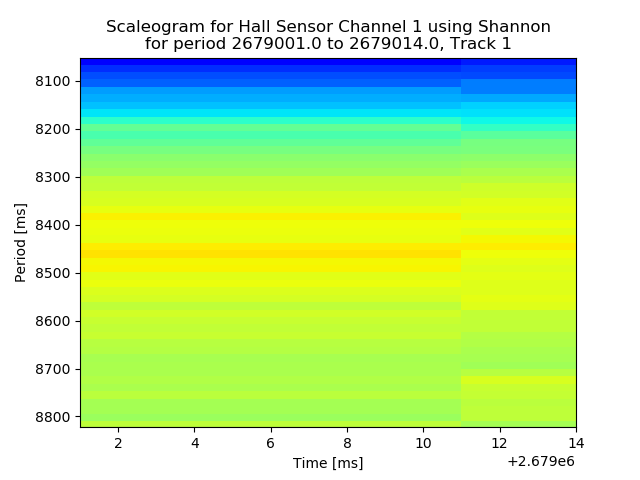 Scaleogram for Hall Sensor Channel 1 using Shannon
for period 2679001.0 to 2679014.0, Track 1
Period [ms]
8100
8200
8300
8400
8500
8600
8700
8800
2 4 6 8 10 12 14
Time [ms]
+2.679e6